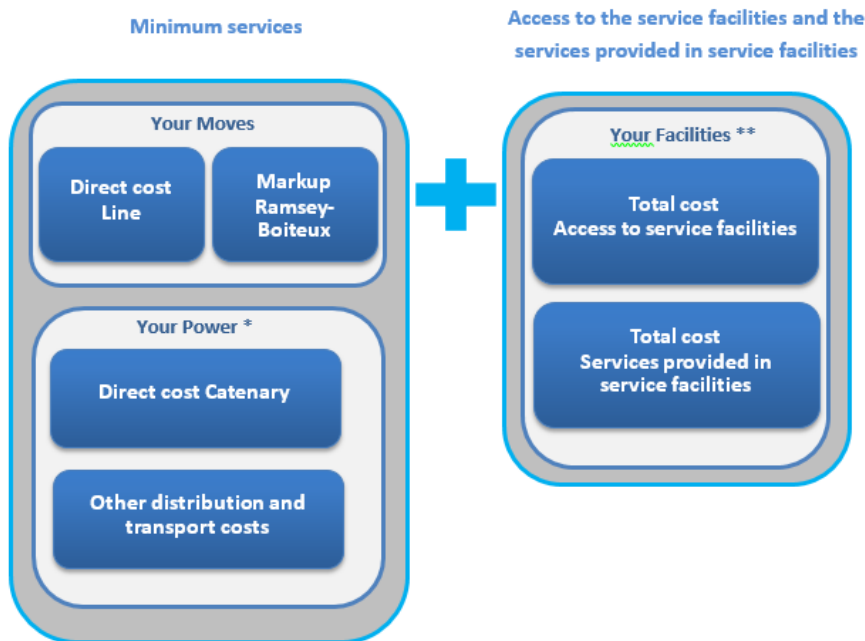 Minimum services
Access to the service facilities and the
services provided in service facilities
Your Moves
Direct cost
Line
Markup
Ramsey-
Boiteux
Your Power *
Direct cost Catenary
Other distribution and
transport costs
Your Facilities **
Total cost
Access to service facilities
Total cost
Services provided in
service facilities